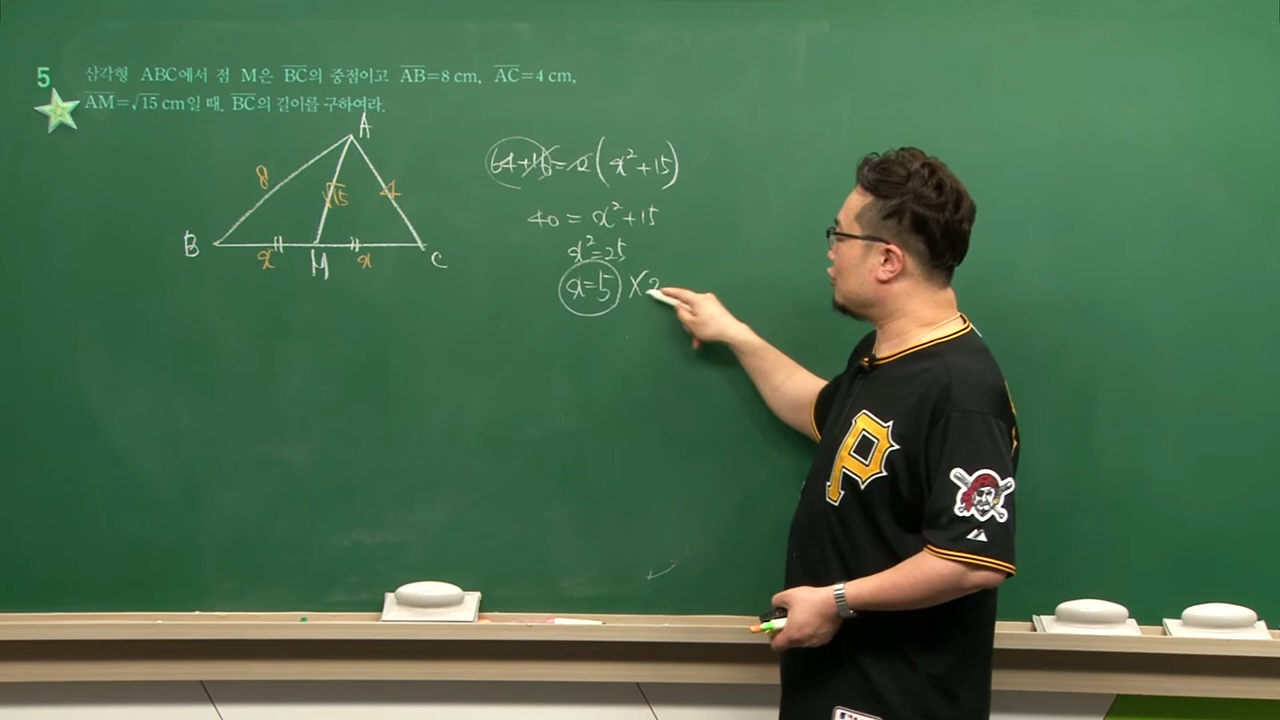 5 삼각형 ABC에서 점 M은 BC의 중점이고 AB=8 cm, AC=4 cm,
AM=√15 cm일 때, BC의 길이를 구하여라.
A
8
√15
4
B
M
C
x
x
64+16=2(x²+15)
40=x²+15
x²=25
x=5 ×2
P